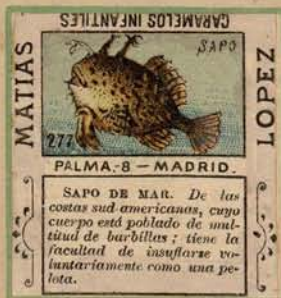 CARAMELOS INFANTILES
MATIAS
LOPEZ
SAPO
277
PALMA,-8 – MADRID.
SAPO DE MAR. De las
costas sud-americanas, cuyo
cuerpo está poblado de mul-
titud de barbillas; tiene la
facultad de insuflarse vo-
luntariamente como una pe-
lota.